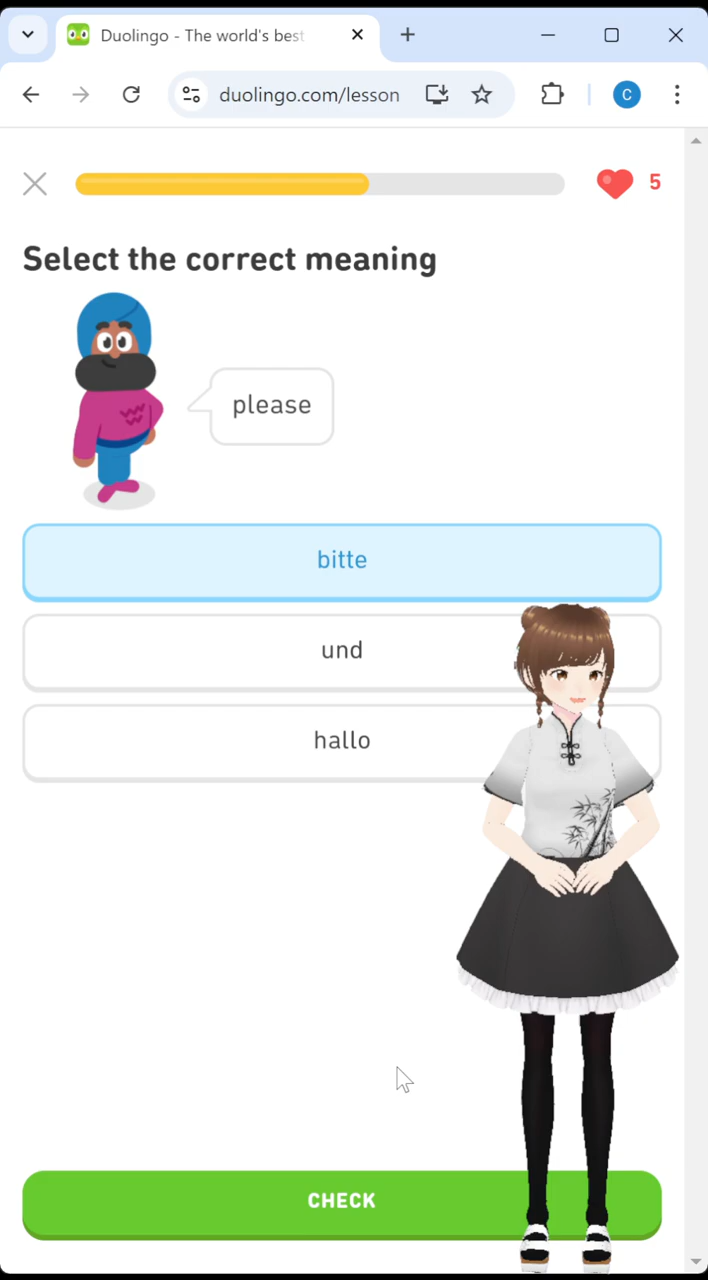 Duolingo - The world's best
duolingo.com/lesson
C
5
Select the correct meaning
please
bitte
und
hallo
CHECK